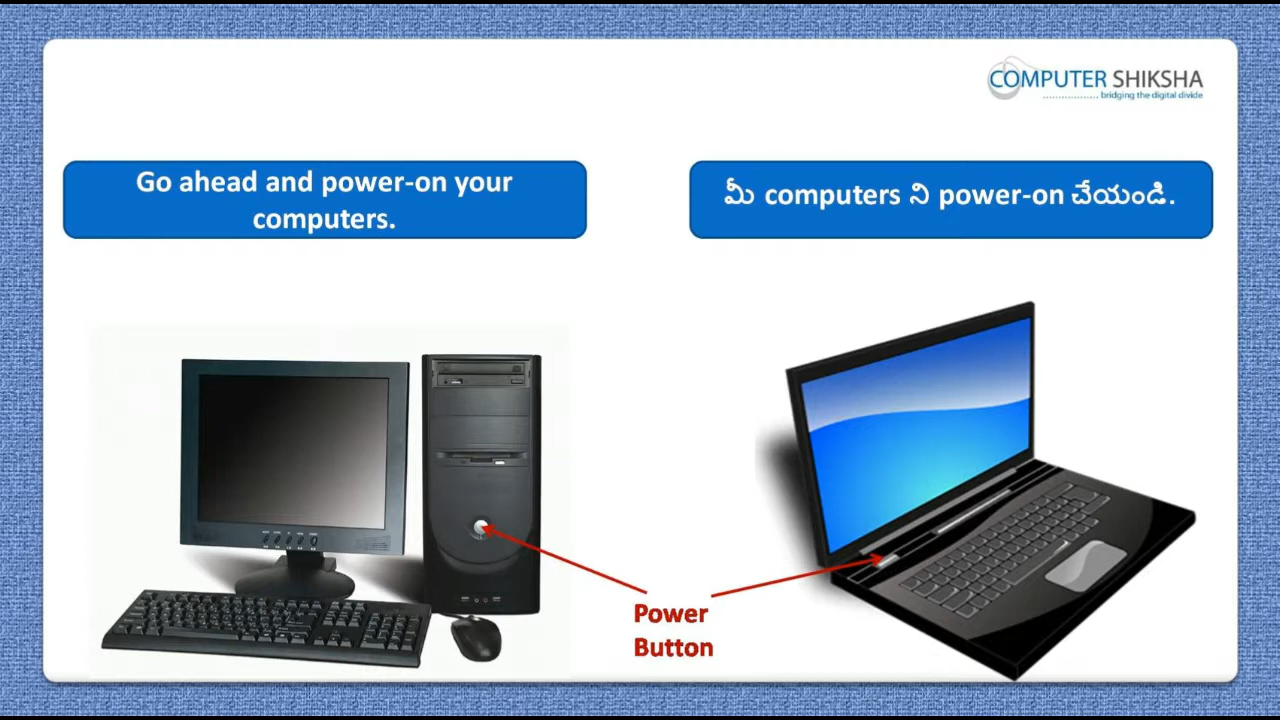 COMPUTER SHIKSHA
bridging the digital divide
Go ahead and power-on your
computers.
మీ computers ని power-on చేయండి.
Power
Button